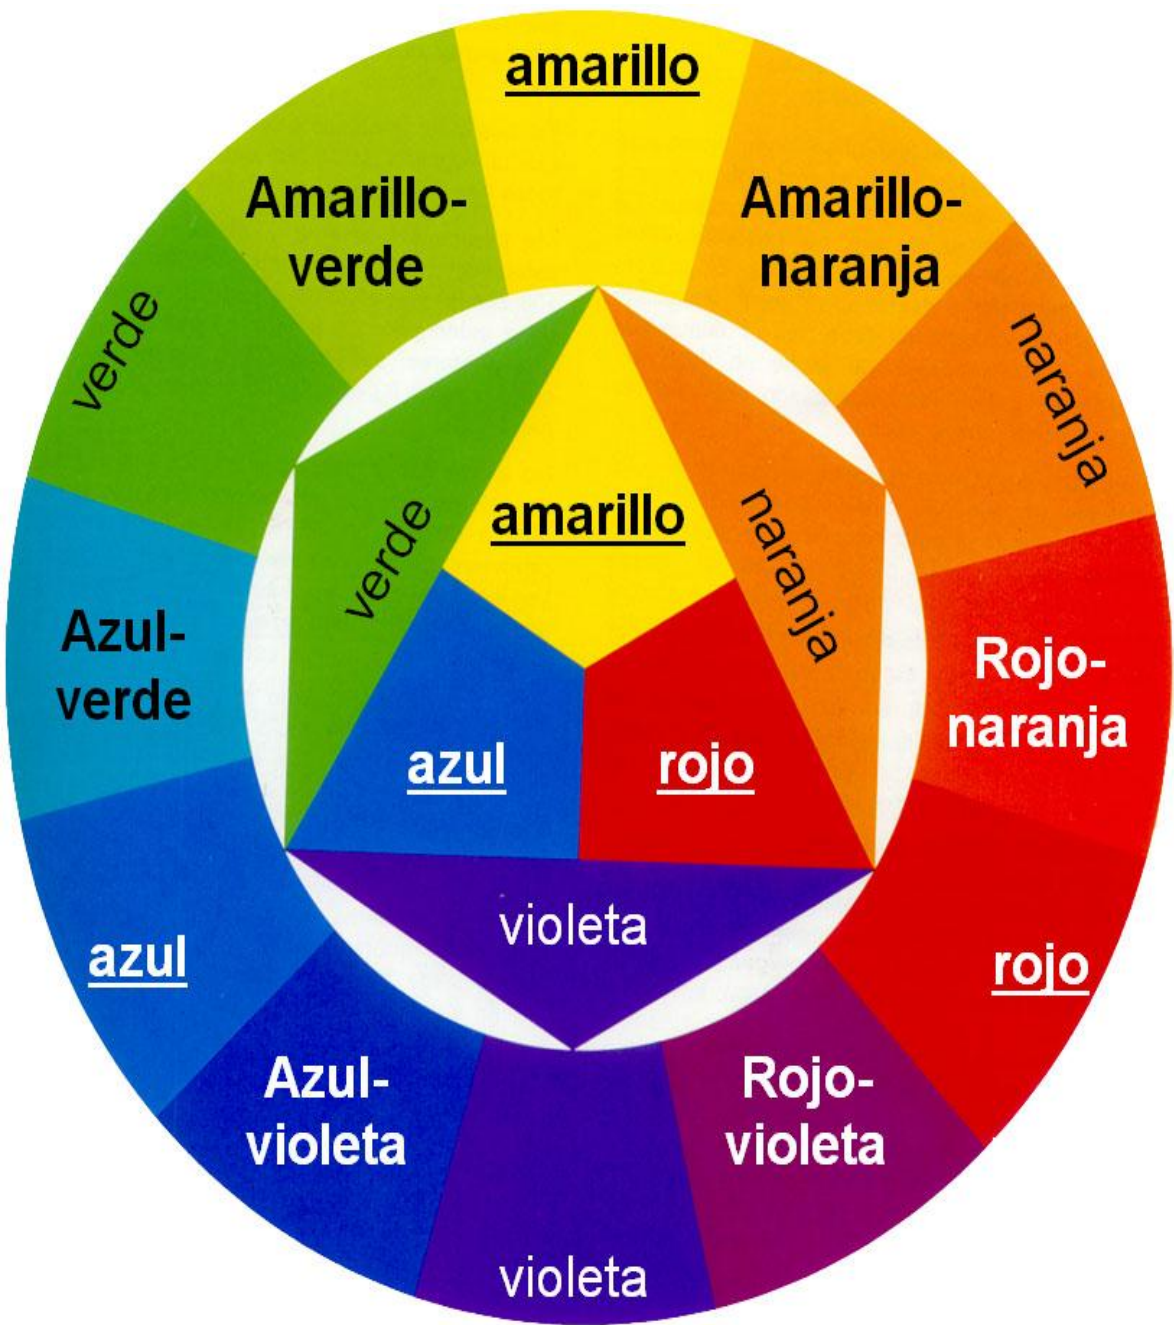 amarillo
Amarillo-
verde
Amarillo-
naranja
verde
naranja
amarillo
verde
naranja
Azul-
verde
Rojo-
naranja
azul
rojo
violeta
azul
rojo
Azul-
violeta
Rojo-
violeta
violeta